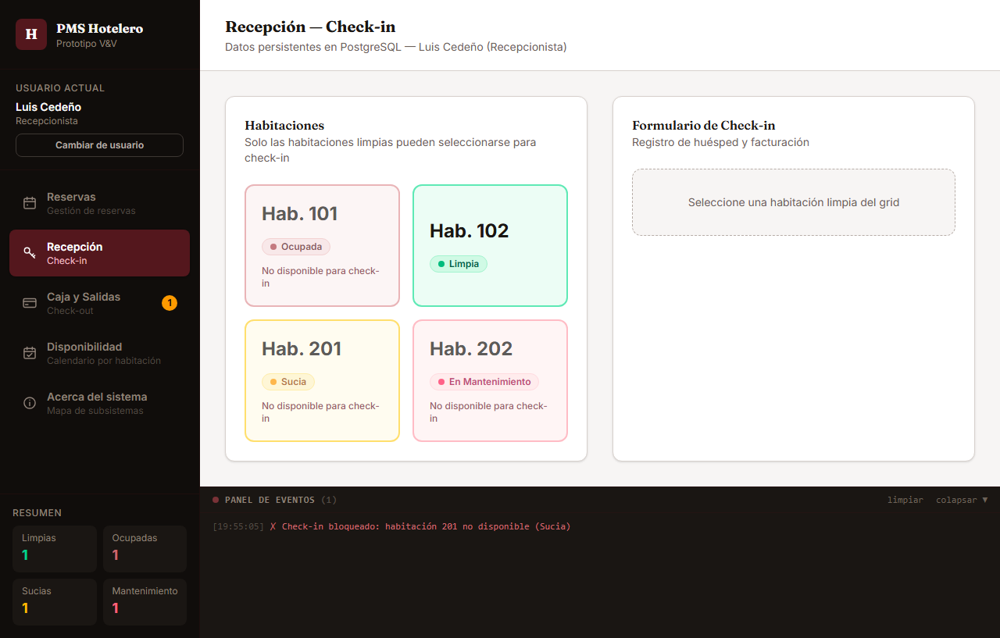 H
PMS Hotelero
Prototipo V&V
USUARIO ACTUAL
Luis Cedeño
Recepcionista
Cambiar de usuario
Reservas
Gestión de reservas
Recepción
Check-in
Caja y Salidas
Check-out
1
Disponibilidad
Calendario por habitación
Acerca del sistema
Mapa de subsistemas
RESUMEN
Limpias
1
Ocupadas
1
Sucias
1
Mantenimiento
1
Recepción — Check-in
Datos persistentes en PostgreSQL — Luis Cedeño (Recepcionista)
Habitaciones
Solo las habitaciones limpias pueden seleccionarse para
check-in
Hab. 101
Ocupada
No disponible para check-
in
Hab. 102
Limpia
Hab. 201
Sucia
No disponible para check-
in
Hab. 202
En Mantenimiento
No disponible para check-
in
Formulario de Check-in
Registro de huésped y facturación
Seleccione una habitación limpia del grid
PANEL DE EVENTOS (1)
limpiar colapsar ▼
[19:55:05] ✗ Check-in bloqueado: habitación 201 no disponible (Sucia)